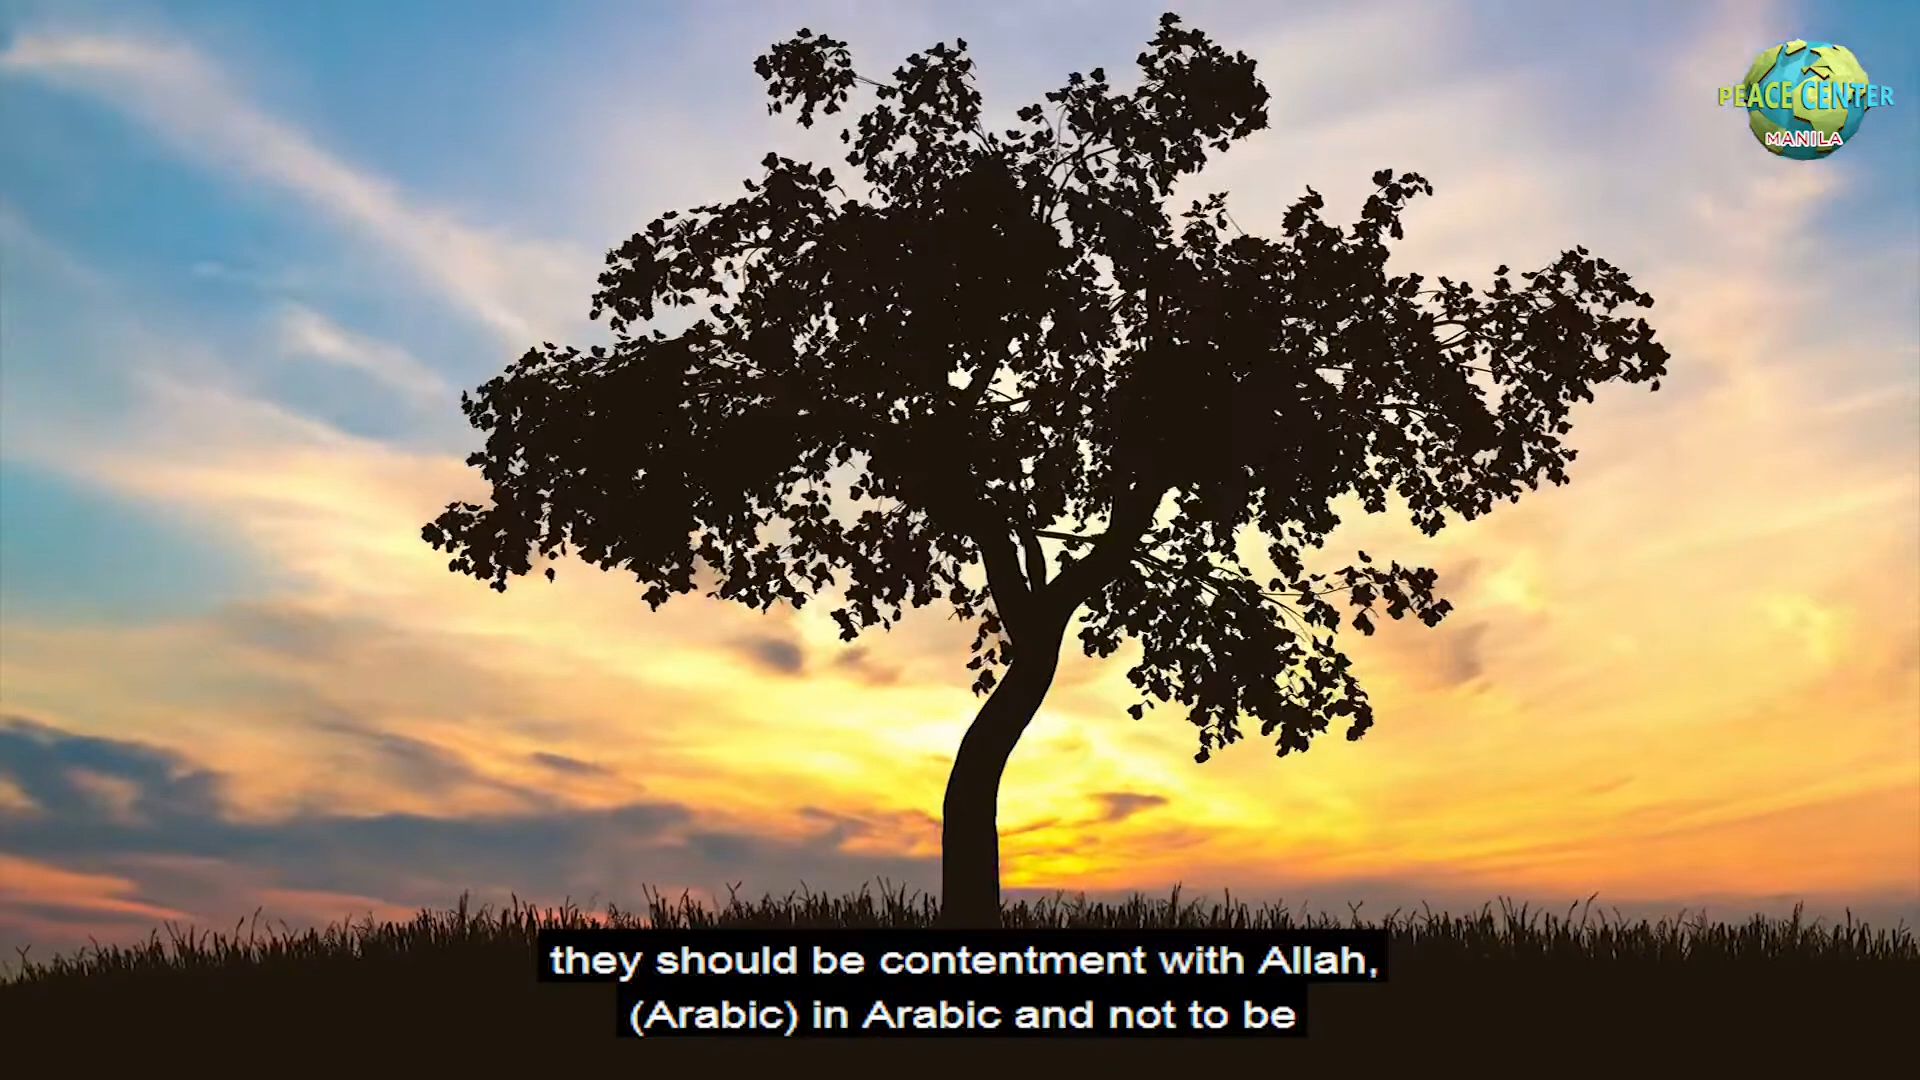 PEACE CENTER
MANILA
they should be contentment with Allah,
(Arabic) in Arabic and not to be